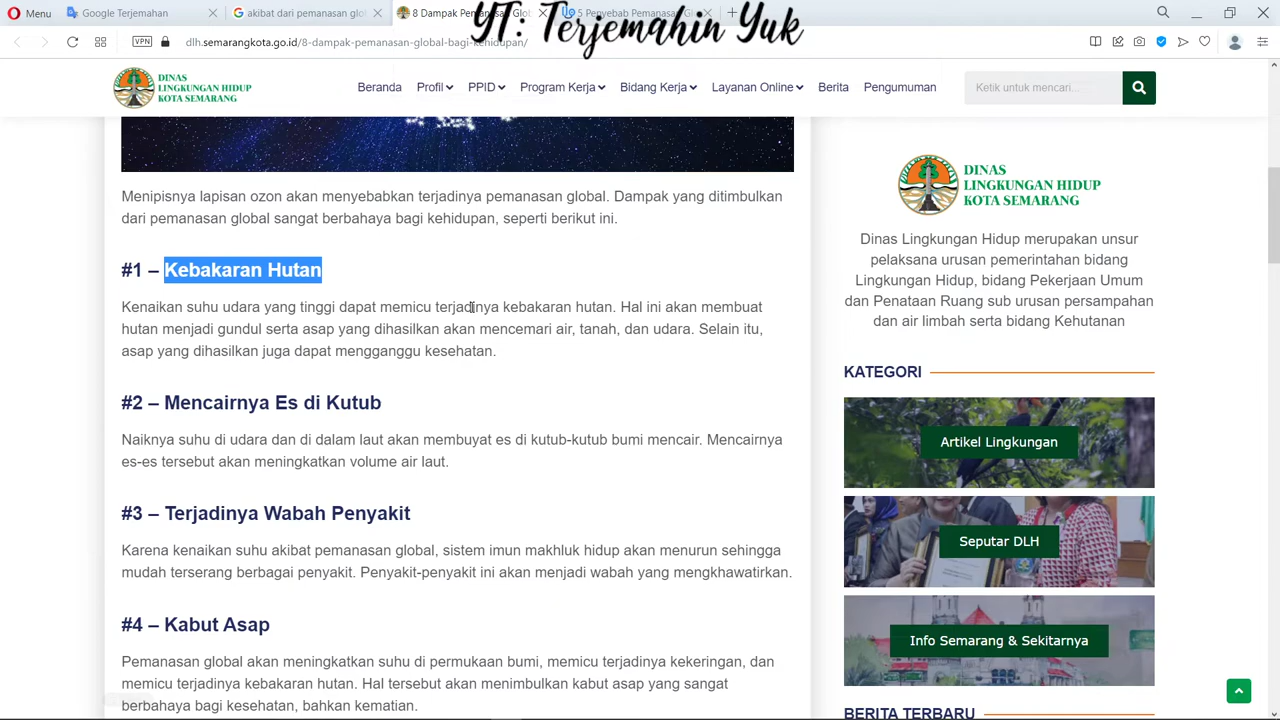 Menu
Google Terjemahan
akibat dari pemanasan glo
8 Dampak Pemanasan Glo
5 Penyebab Pemanasan G
YT: Terjemahin Yuk
VPN
dlh.semarangkota.go.id/8-dampak-pemanasan-global-bagi-kehidupan/
DINAS
LINGKUNGAN HIDUP
KOTA SEMARANG
Beranda
Profil
PPID
Program Kerja
Bidang Kerja
Layanan Online
Berita
Pengumuman
Ketik untuk mencari...
Menipisnya lapisan ozon akan menyebabkan terjadinya pemanasan global. Dampak yang ditimbulkan
dari pemanasan global sangat berbahaya bagi kehidupan, seperti berikut ini.
#1 – Kebakaran Hutan
Kenaikan suhu udara yang tinggi dapat memicu terjadinya kebakaran hutan. Hal ini akan membuat
hutan menjadi gundul serta asap yang dihasilkan akan mencemari air, tanah, dan udara. Selain itu,
asap yang dihasilkan juga dapat mengganggu kesehatan.
#2 – Mencairnya Es di Kutub
Naiknya suhu di udara dan di dalam laut akan membuyat es di kutub-kutub bumi mencair. Mencairnya
es-es tersebut akan meningkatkan volume air laut.
#3 – Terjadinya Wabah Penyakit
Karena kenaikan suhu akibat pemanasan global, sistem imun makhluk hidup akan menurun sehingga
mudah terserang berbagai penyakit. Penyakit-penyakit ini akan menjadi wabah yang mengkhawatirkan.
#4 – Kabut Asap
Pemanasan global akan meningkatkan suhu di permukaan bumi, memicu terjadinya kekeringan, dan
memicu terjadinya kebakaran hutan. Hal tersebut akan menimbulkan kabut asap yang sangat
berbahaya bagi kesehatan, bahkan kematian.
DINAS
LINGKUNGAN HIDUP
KOTA SEMARANG
Dinas Lingkungan Hidup merupakan unsur
pelaksana urusan pemerintahan bidang
Lingkungan Hidup, bidang Pekerjaan Umum
dan Penataan Ruang sub urusan persampahan
dan air limbah serta bidang Kehutanan
KATEGORI
Artikel Lingkungan
Seputar DLH
Info Semarang & Sekitarnya
BERITA TERBARU